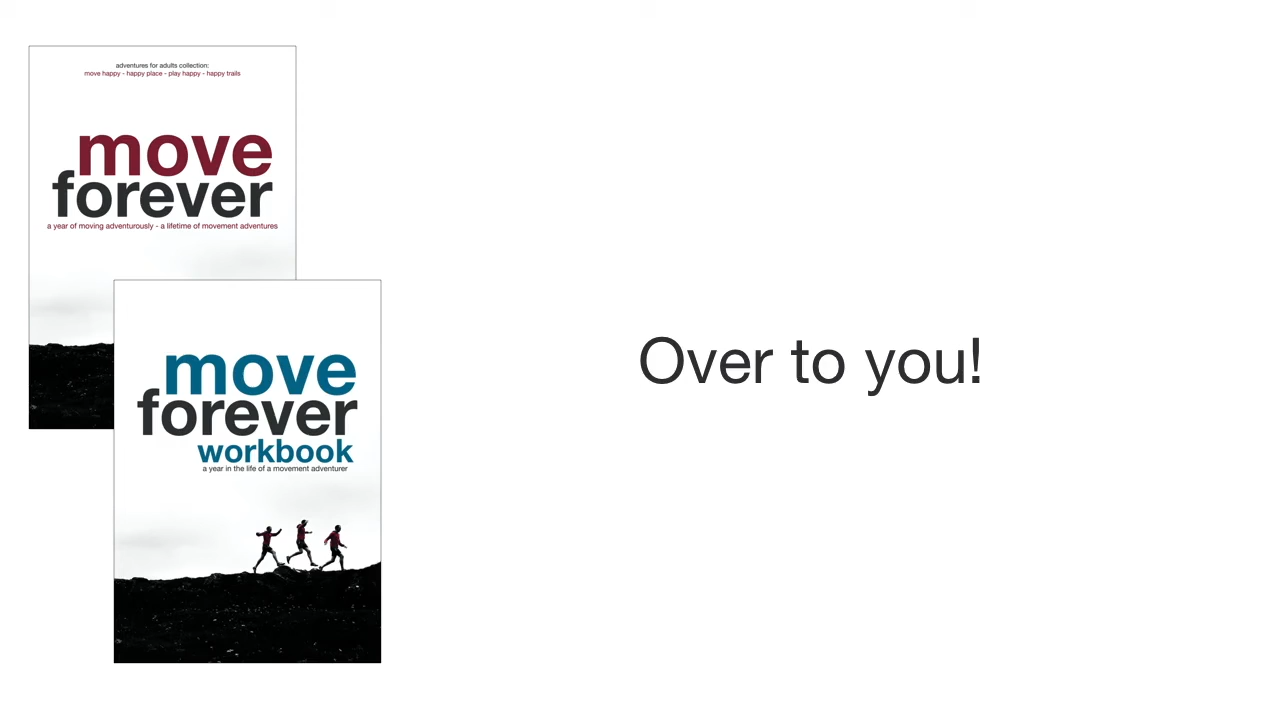 adventures for adults collection:
move happy - happy place - play happy - happy trails
move
forever
a year of moving adventurously - a lifetime of movement adventures
move
forever
workbook
a year in the life of a movement adventurer
Over to you!